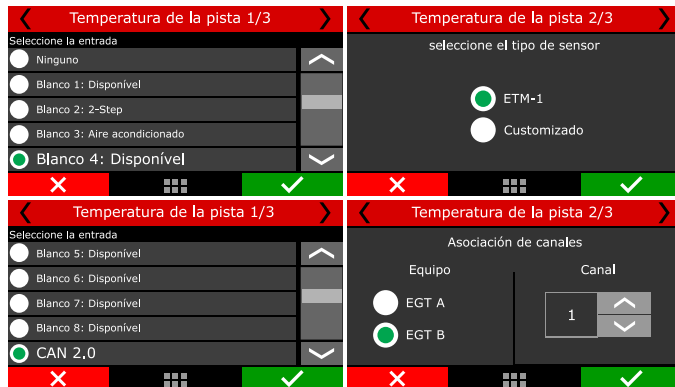 Temperatura de la pista 1/3
Seleccione la entrada
Ninguno
Blanco 1: Disponível
Blanco 2: 2-Step
Blanco 3: Aire acondicionado
Blanco 4: Disponível
Temperatura de la pista 2/3
seleccione el tipo de sensor
ETM-1
Customizado
Temperatura de la pista 1/3
Seleccione la entrada
Blanco 5: Disponível
Blanco 6: Disponível
Blanco 7: Disponível
Blanco 8: Disponível
CAN 2.0
Temperatura de la pista 2/3
Asociación de canales
Equipo
EGT A
EGT B
Canal
1